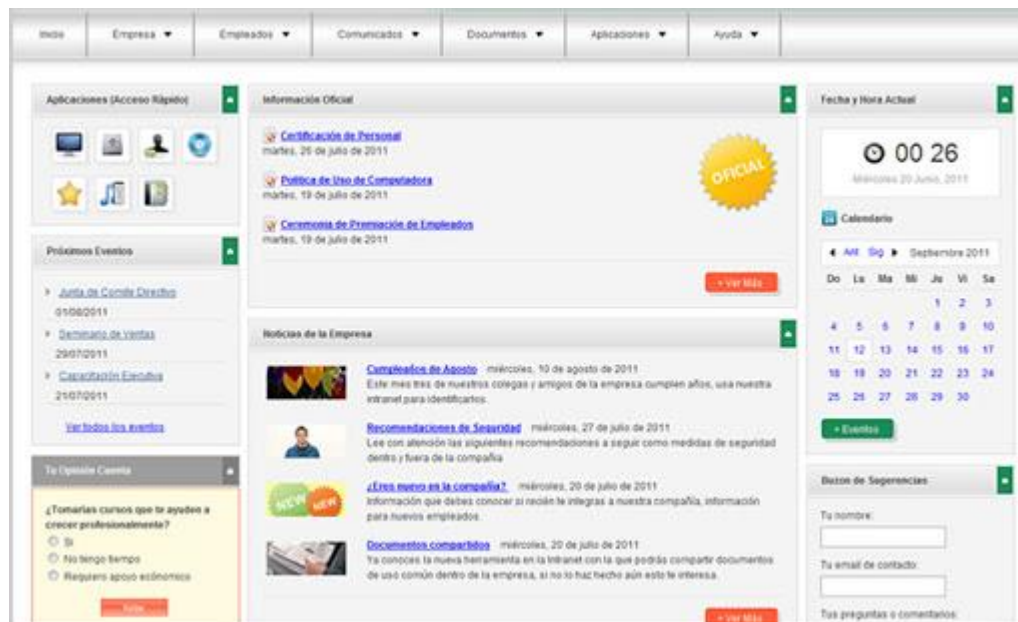 Inicio
Empresa ▼
Empleados ▼
Comunicados ▼
Documentos ▼
Aplicaciones ▼
Ayuda ▼
Aplicaciones (Acceso Rápido)
Próximos Eventos
Junta de Comite Directivo
01/08/2011
Seminario de Ventas
29/07/2011
Capacitación Ejecutiva
21/07/2011
Ver todos los eventos
Tu Opinión Cuenta
¿Tomarías cursos que te ayuden a
crecer profesionalmente?
Si
No tengo tiempo
Requiero apoyo económico
Información Oficial
Certificación de Personal
martes, 26 de julio de 2011
Política de Uso de Computadora
martes, 19 de julio de 2011
Ceremonia de Premiación de Empleados
martes, 19 de julio de 2011
OFICIAL
+ Ver Más
Noticias de la Empresa
Cumpleaños de Agosto miércoles, 10 de agosto de 2011
Este mes tres de nuestros colegas y amigos de la empresa cumplen años, usa nuestra
intranet para identificarlos.
Recomendaciones de Seguridad miércoles, 27 de julio de 2011
Lee con atención las siguientes recomendaciones a seguir como medidas de seguridad
dentro y fuera de la compañía
NEW NEW
¿Eres nuevo en la compañía? miércoles, 20 de julio de 2011
Información que debes conocer si recién te integras a nuestra compañía, información
para nuevos empleados.
Documentos compartidos miércoles, 20 de julio de 2011
Ya conoces la nueva herramienta en la Intranet con la que podrás compartir documentos
de uso común dentro de la empresa, si no lo haz hecho aún esto te interesa.
+ Ver Más
Fecha y Hora Actual
00 26
Miércoles 20 Junio, 2011
Calendario
Ant Sig Septiembre 2011
Do Lu Ma Mi Ju Vi Sa
1 2 3
4 5 6 7 8 9 10
11 12 13 14 15 16 17
18 19 20 21 22 23 24
25 26 27 28 29 30
+ Eventos
Buzon de Sugerencias
Tu nombre:
Tu email de contacto:
Tus preguntas o comentarios: